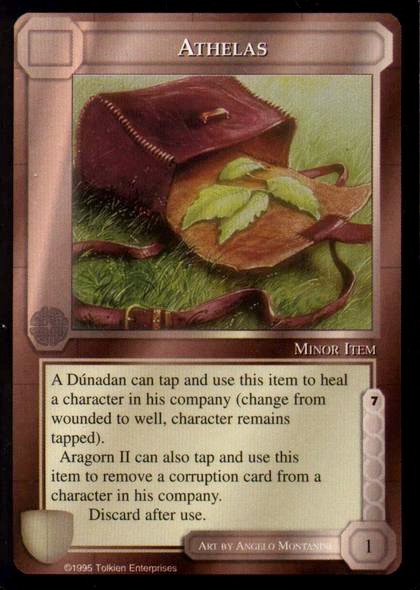 ATHELAS
MINOR ITEM
A Dúnadan can tap and use this item to heal
a character in his company (change from
wounded to well, character remains
tapped).
Aragorn II can also tap and use this
item to remove a corruption card from a
character in his company.
Discard after use.
7
ART BY ANGELO MONTANINI
1
©1995 Tolkien Enterprises